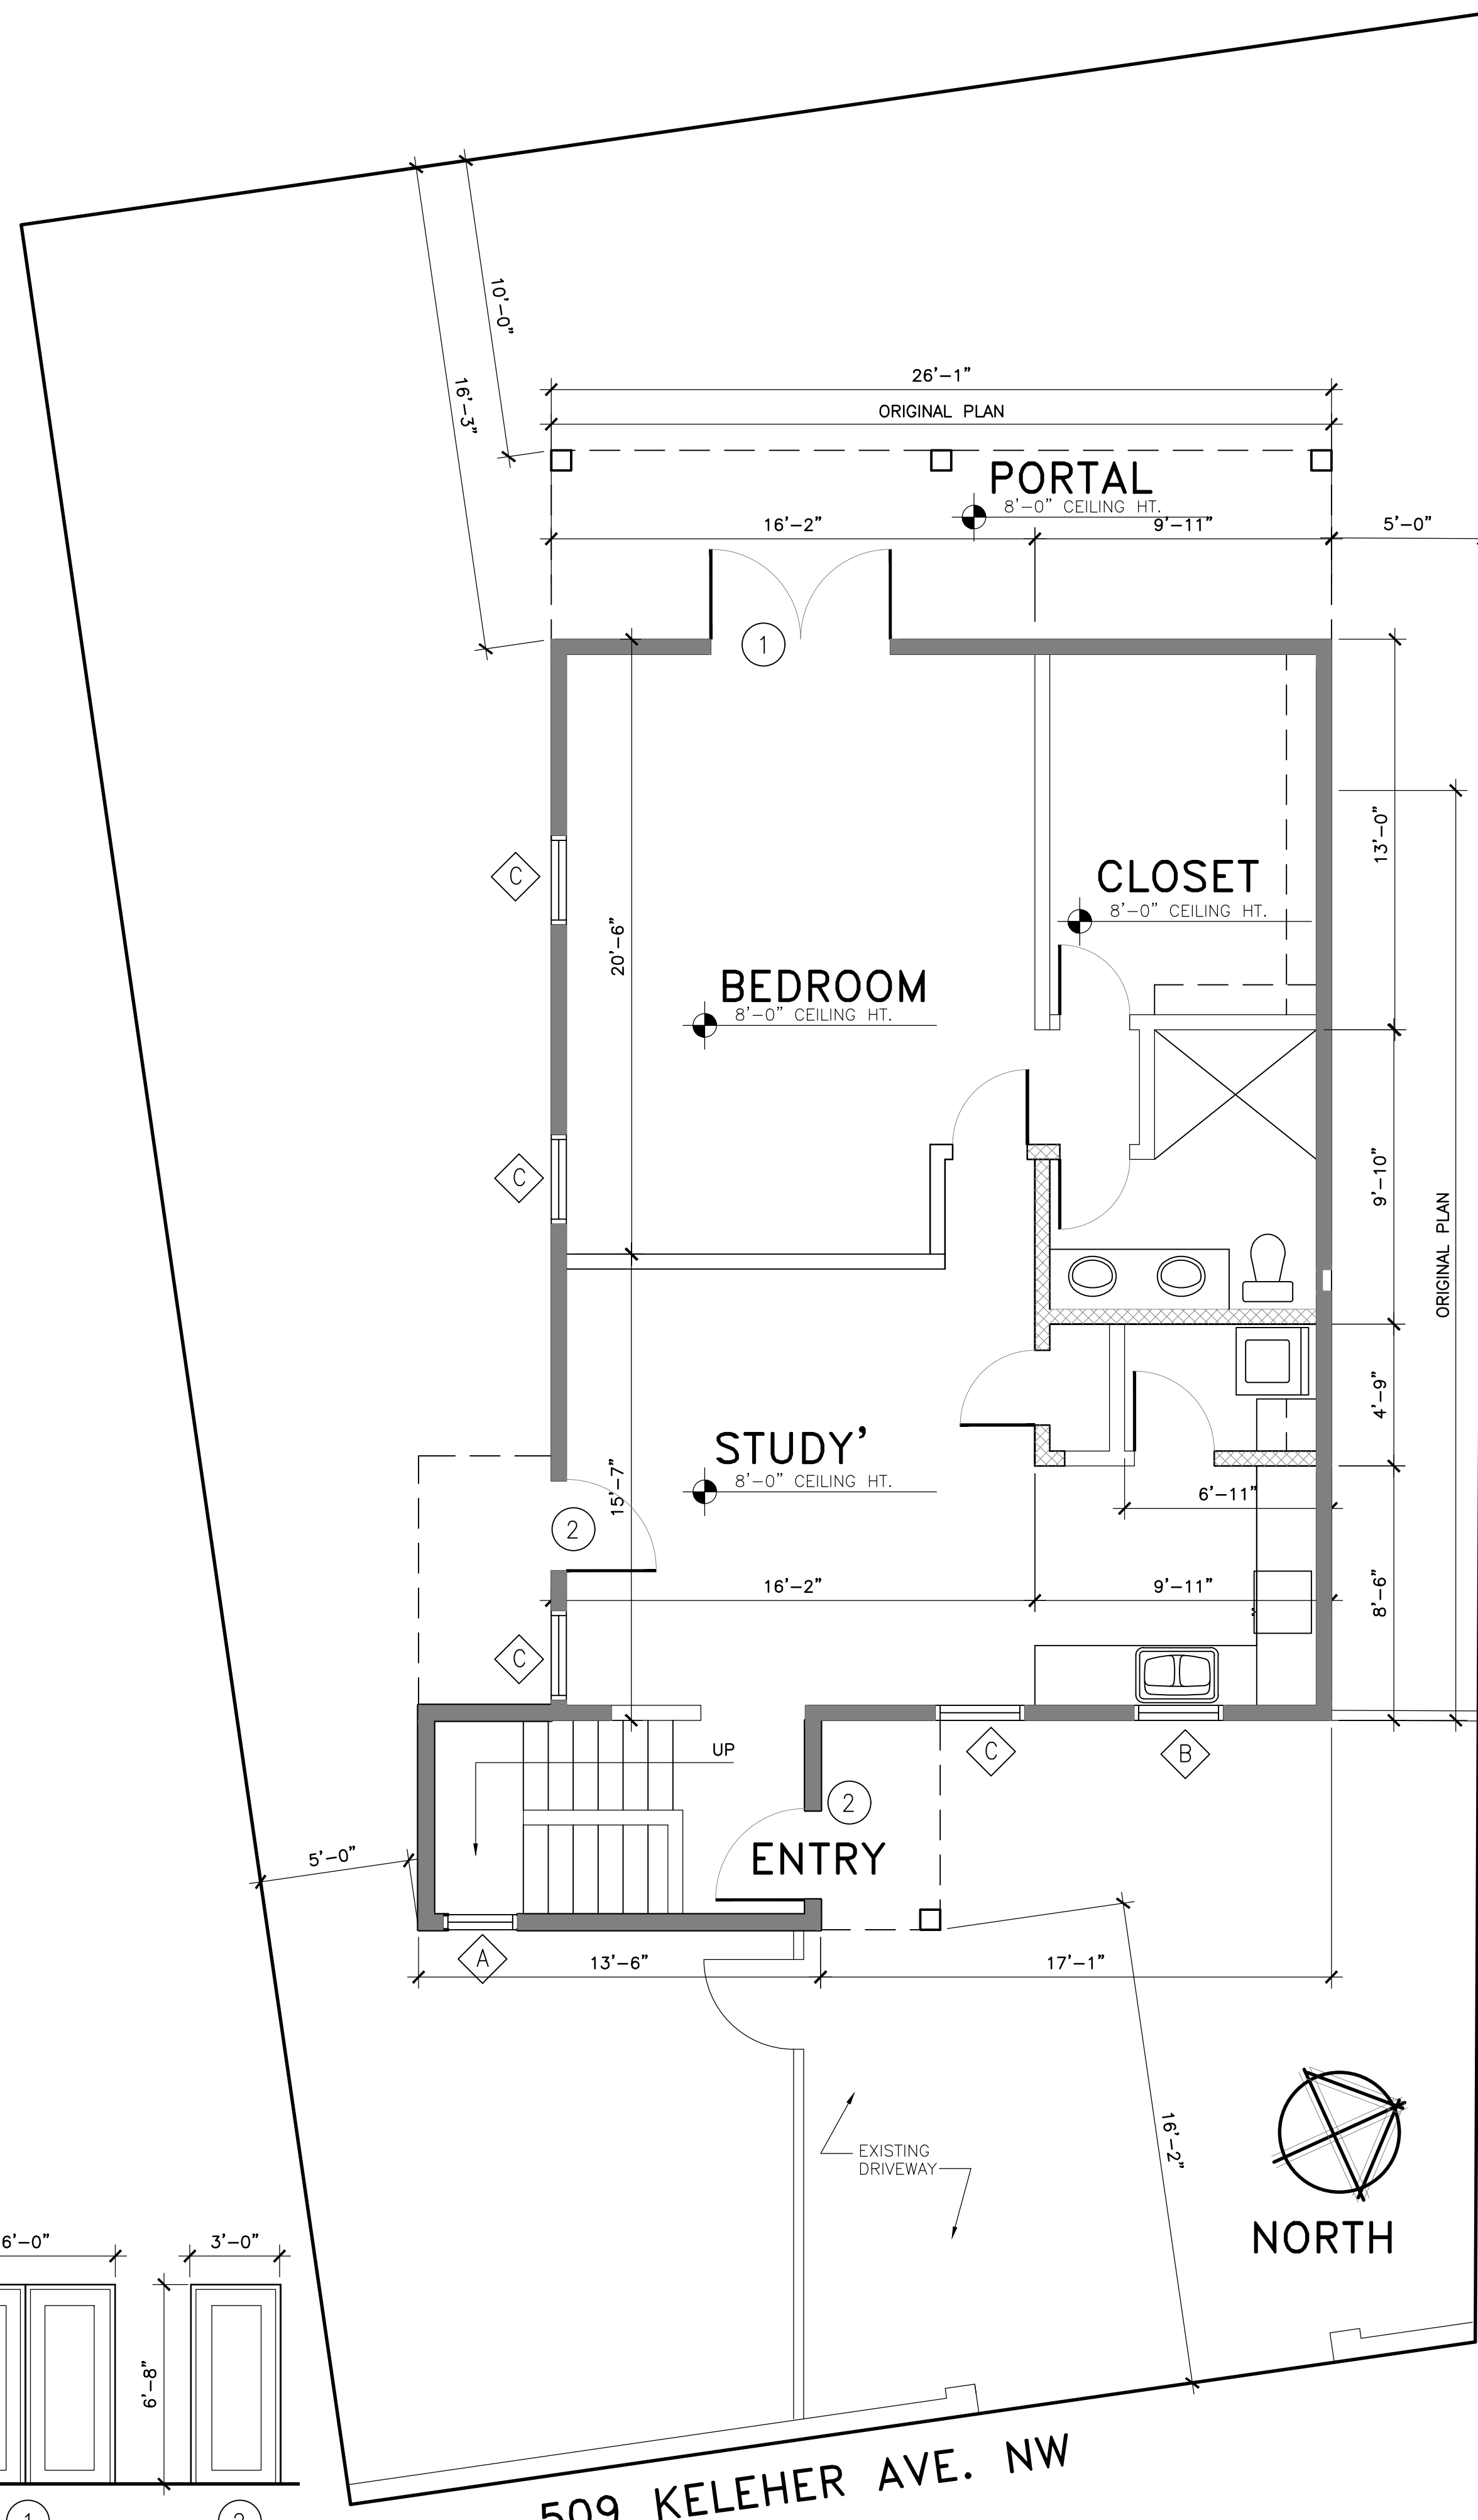 10'-0"
16'-3"
26'-1"
ORIGINAL PLAN
PORTAL
8'-0" CEILING HT.
16'-2"
9'-11"
5'-0"
1
13'-0"
C
CLOSET
8'-0" CEILING HT.
20'-6"
BEDROOM
8'-0" CEILING HT.
C
9'-10"
ORIGINAL PLAN
4'-9"
STUDY'
8'-0" CEILING HT.
15'-7"
6'-11"
2
16'-2"
9'-11"
8'-6"
C
UP
C
B
2
5'-0"
ENTRY
A
13'-6"
17'-1"
EXISTING
DRIVEWAY
16'-2"
NORTH
6'-0"
3'-0"
6'-8"
509 KELEHER AVE. NW
1
2